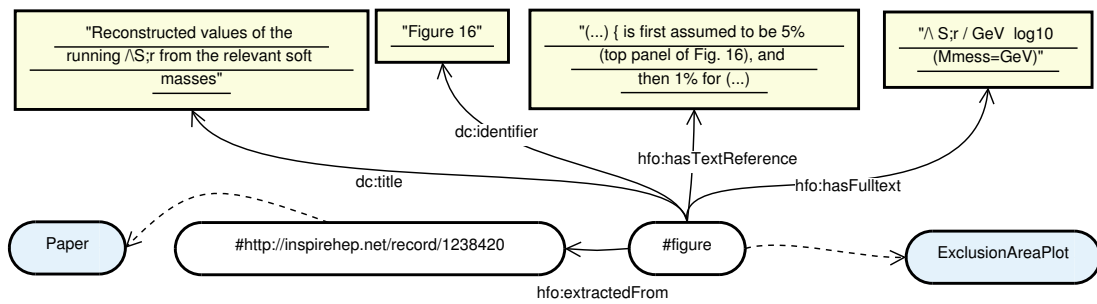 "Reconstructed values of the
running /\S;r from the relevant soft
masses"
"Figure 16"
"(...) { is first assumed to be 5%
(top panel of Fig. 16), and
then 1% for (...)
"/\ S;r / GeV  log10
(Mmess=GeV)"
dc:identifier
hfo:hasTextReference
dc:title
hfo:hasFulltext
Paper
#http://inspirehep.net/record/1238420
#figure
ExclusionAreaPlot
hfo:extractedFrom